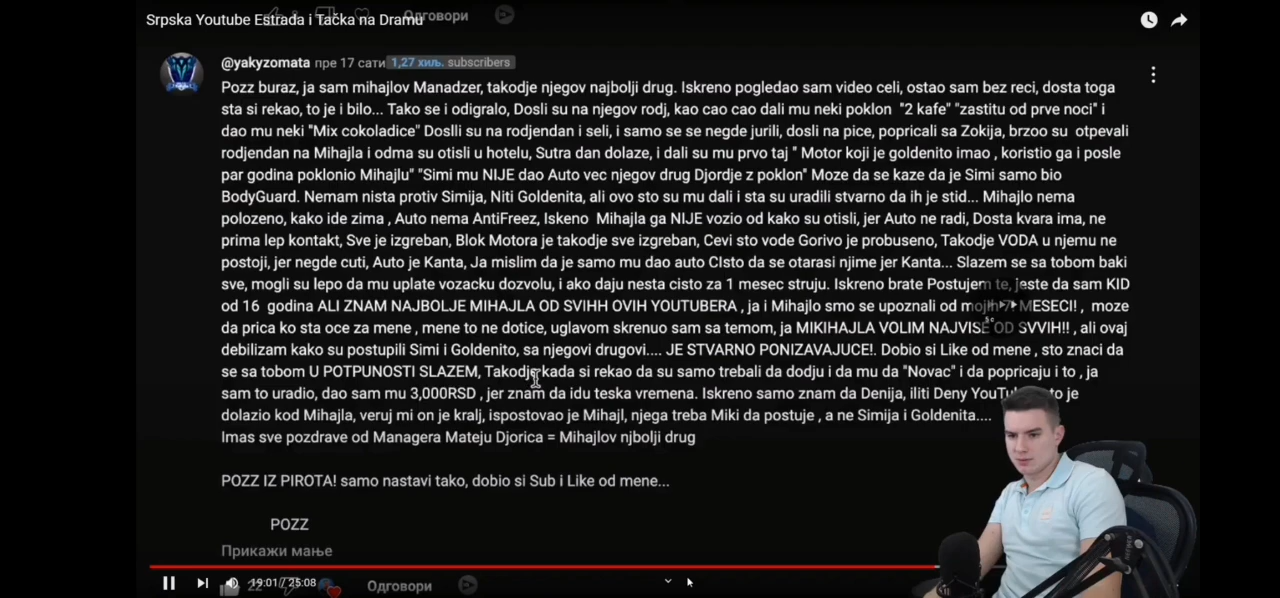 Srpska Youtube Estrada i Tačka na Dramu
Одговори
@yakyzomata пре 17 сати 1,27 хиљ. subscribers
Pozz buraz, ja sam mihajlov Manadzer, takodje njegov najbolji drug. Iskreno pogledao sam video celi, ostao sam bez reci, dosta toga
sta si rekao, to je i bilo... Tako se i odigralo, Dosli su na njegov rodj, kao cao cao dali mu neki poklon "2 kafe" "zastitu od prve noci" i
dao mu neki "Mix cokoladice" Doslli su na rodjendan i seli, i samo se se negde jurili, dosli na pice, popricali sa Zokija, brzoo su otpevali
rodjendan na Mihajla i odma su otisli u hotelu, Sutra dan dolaze, i dali su mu prvo taj " Motor koji je goldenito imao , koristio ga i posle
par godina poklonio Mihajlu" "Simi mu NIJE dao Auto vec njegov drug Djordje z poklon" Moze da se kaze da je Simi samo bio
BodyGuard. Nemam nista protiv Simija, Niti Goldenita, ali ovo sto su mu dali i sta su uradili stvarno da ih je stid... Mihajlo nema
polozeno, kako ide zima , Auto nema AntiFreez, Iskeno Mihajla ga NIJE vozio od kako su otisli, jer Auto ne radi, Dosta kvara ima, ne
prima lep kontakt, Sve je izgreban, Blok Motora je takodje sve izgreban, Cevi sto vode Gorivo je probuseno, Takodje VODA u njemu ne
postoji, jer negde cuti, Auto je Kanta, Ja mislim da je samo mu dao auto CIsto da se otarasi njime jer Kanta... Slazem se sa tobom baki
sve, mogli su lepo da mu uplate vozacku dozvolu, i ako daju nesta cisto za 1 mesec struju. Iskreno brate Postujem te, jeste da sam KID
od 16 godina ALI ZNAM NAJBOLJE MIHAJLA OD SVIHH OVIH YOUTUBERA , ja i Mihajlo smo se upoznali od mojih 7 MESECI! , moze
da prica ko sta oce za mene , mene to ne dotice, uglavom skrenuo sam sa temom, ja MIKIHAJLA VOLIM NAJVISE OD SVVIH!! , ali ovaj
debilizam kako su postupili Simi i Goldenito, sa njegovi drugovi.... JE STVARNO PONIZAVAJUCE!. Dobio si Like od mene , sto znaci da
se sa tobom U POTPUNOSTI SLAZEM, Takodje kada si rekao da su samo trebali da dodju i da mu da "Novac" i da popricaju i to , ja
sam to uradio, dao sam mu 3,000RSD , jer znam da idu teska vremena. Iskreno samo znam da Denija, iliti Deny to je
dolazio kod Mihajla, veruj mi on je kralj, ispostovao je Mihajl, njega treba Miki da postuje , a ne Simija i Goldenita....
Imas sve pozdrave od Managera Mateju Djorica = Mihajlov njbolji drug
POZZ IZ PIROTA! samo nastavi tako, dobio si Sub i Like od mene...
POZZ
Прикажи мање
19:01 / 25:08
22
Одговори